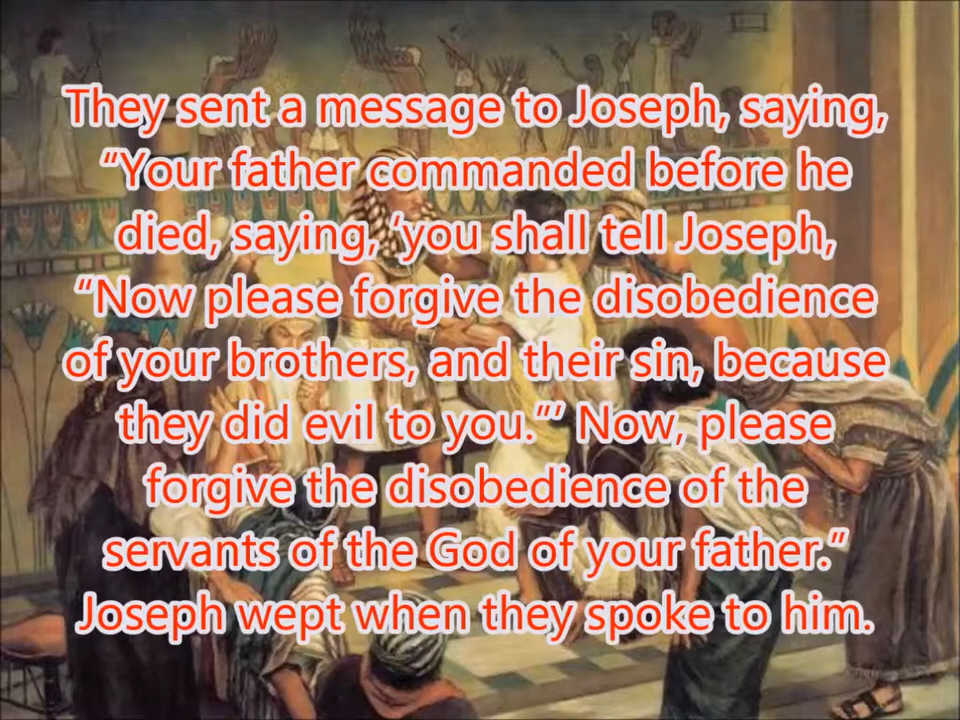 They sent a message to Joseph, saying,
“Your father commanded before he
died, saying, ‘you shall tell Joseph,
“Now please forgive the disobedience
of your brothers, and their sin, because
they did evil to you.”’ Now, please
forgive the disobedience of the
servants of the God of your father.”
Joseph wept when they spoke to him.